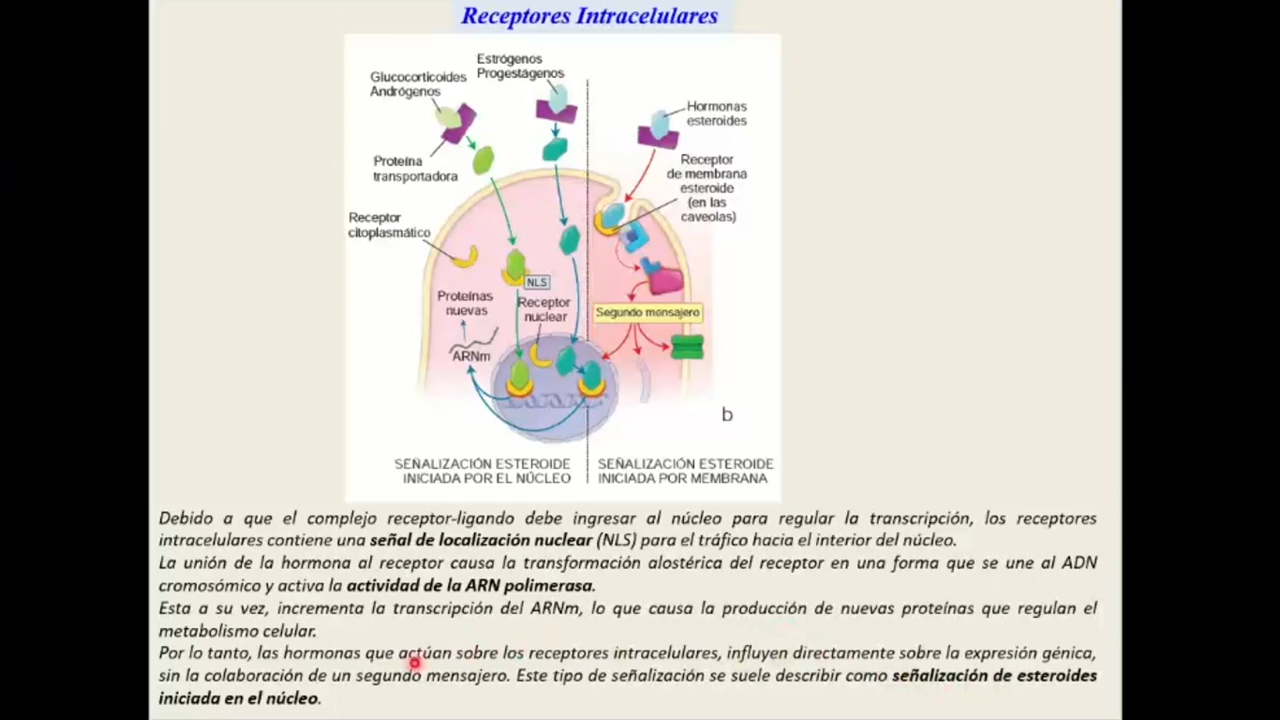 Receptores Intracelulares
Estrógenos
Progestágenos
Glucocorticoides
Andrógenos
Hormonas
esteroides
Proteína
transportadora
Receptor
de membrana
esteroide
(en las
caveolas)
Receptor
citoplasmático
NLS
Proteínas
nuevas
Receptor
nuclear
Segundo mensajero
ARNm
b
SEÑALIZACIÓN ESTEROIDE
INICIADA POR EL NÚCLEO
SEÑALIZACIÓN ESTEROIDE
INICIADA POR MEMBRANA
Debido a que el complejo receptor-ligando debe ingresar al núcleo para regular la transcripción, los receptores
intracelulares contiene una señal de localización nuclear (NLS) para el tráfico hacia el interior del núcleo.
La unión de la hormona al receptor causa la transformación alostérica del receptor en una forma que se une al ADN
cromosómico y activa la actividad de la ARN polimerasa.
Esta a su vez, incrementa la transcripción del ARNm, lo que causa la producción de nuevas proteínas que regulan el
metabolismo celular.
Por lo tanto, las hormonas que actúan sobre los receptores intracelulares, influyen directamente sobre la expresión génica,
sin la colaboración de un segundo mensajero. Este tipo de señalización se suele describir como señalización de esteroides
iniciada en el núcleo.